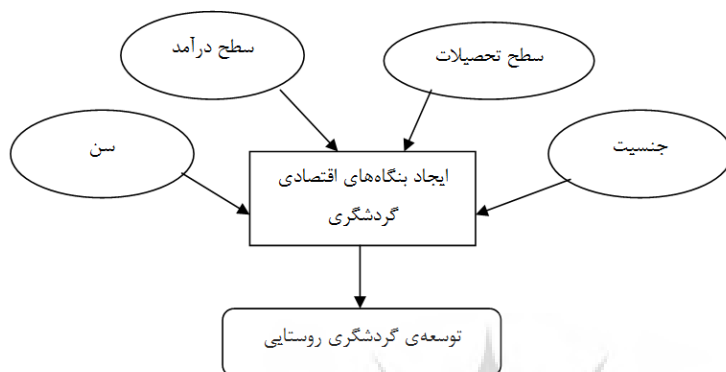 سطح تحصیلات
سطح درآمد
جنسیت
سن
ایجاد بنگاه‌های اقتصادی
گردشگری
توسعه‌ی گردشگری روستایی